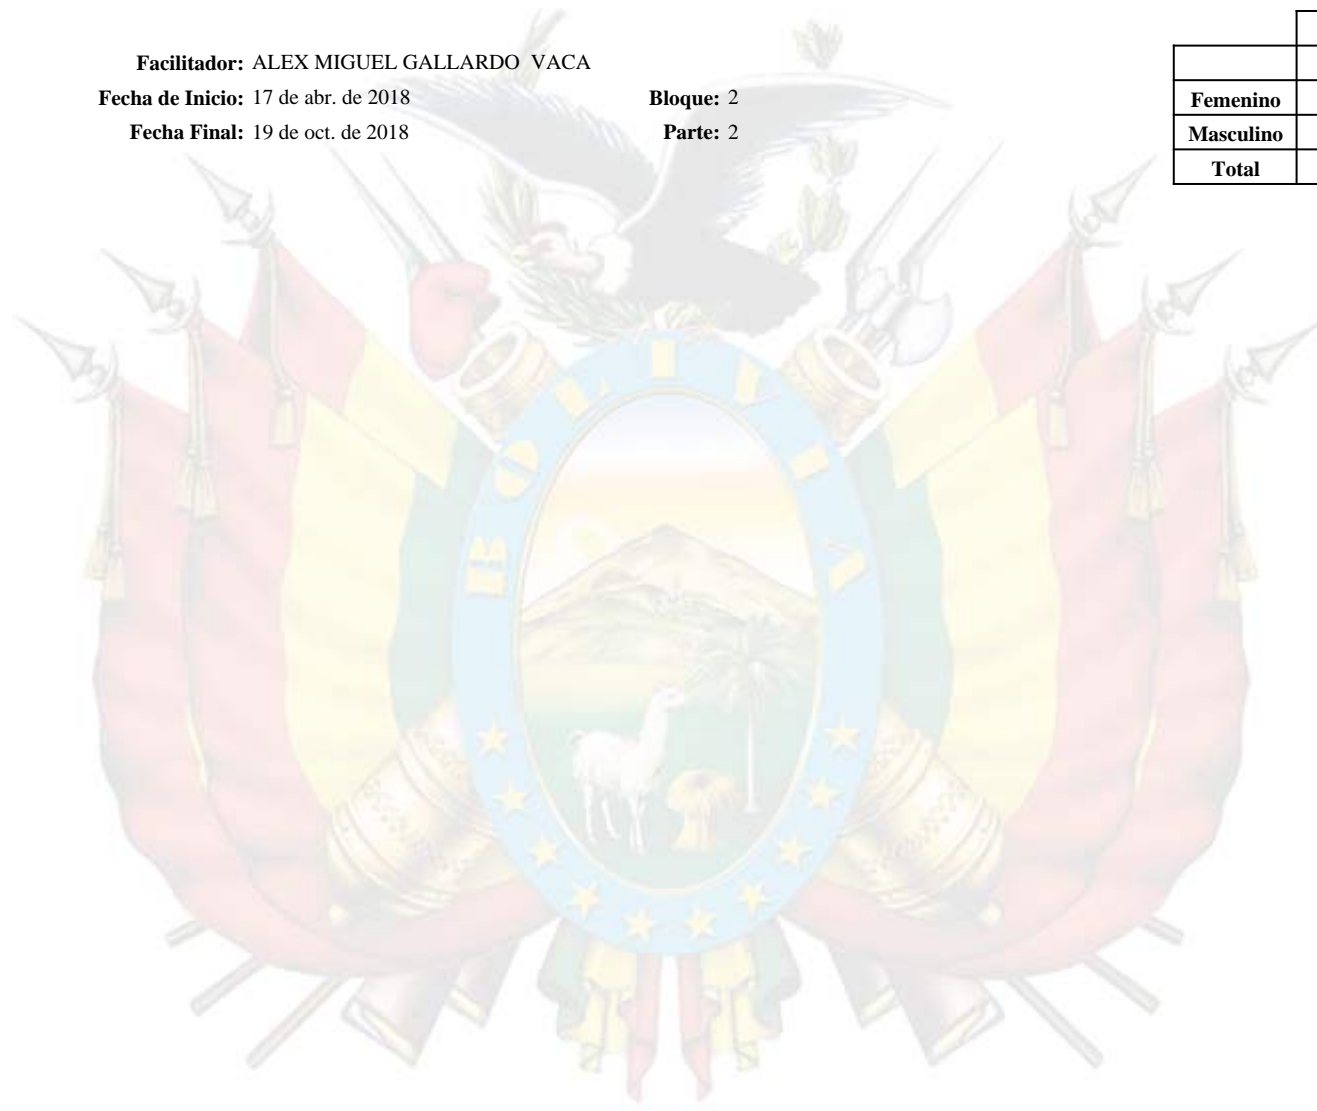 Facilitador: ALEX MIGUEL GALLARDO VACA
Fecha de Inicio: 17 de abr. de 2018 Bloque: 2
Fecha Final: 19 de oct. de 2018 Parte: 2
Femenino
Masculino
Total
BOLIVIA